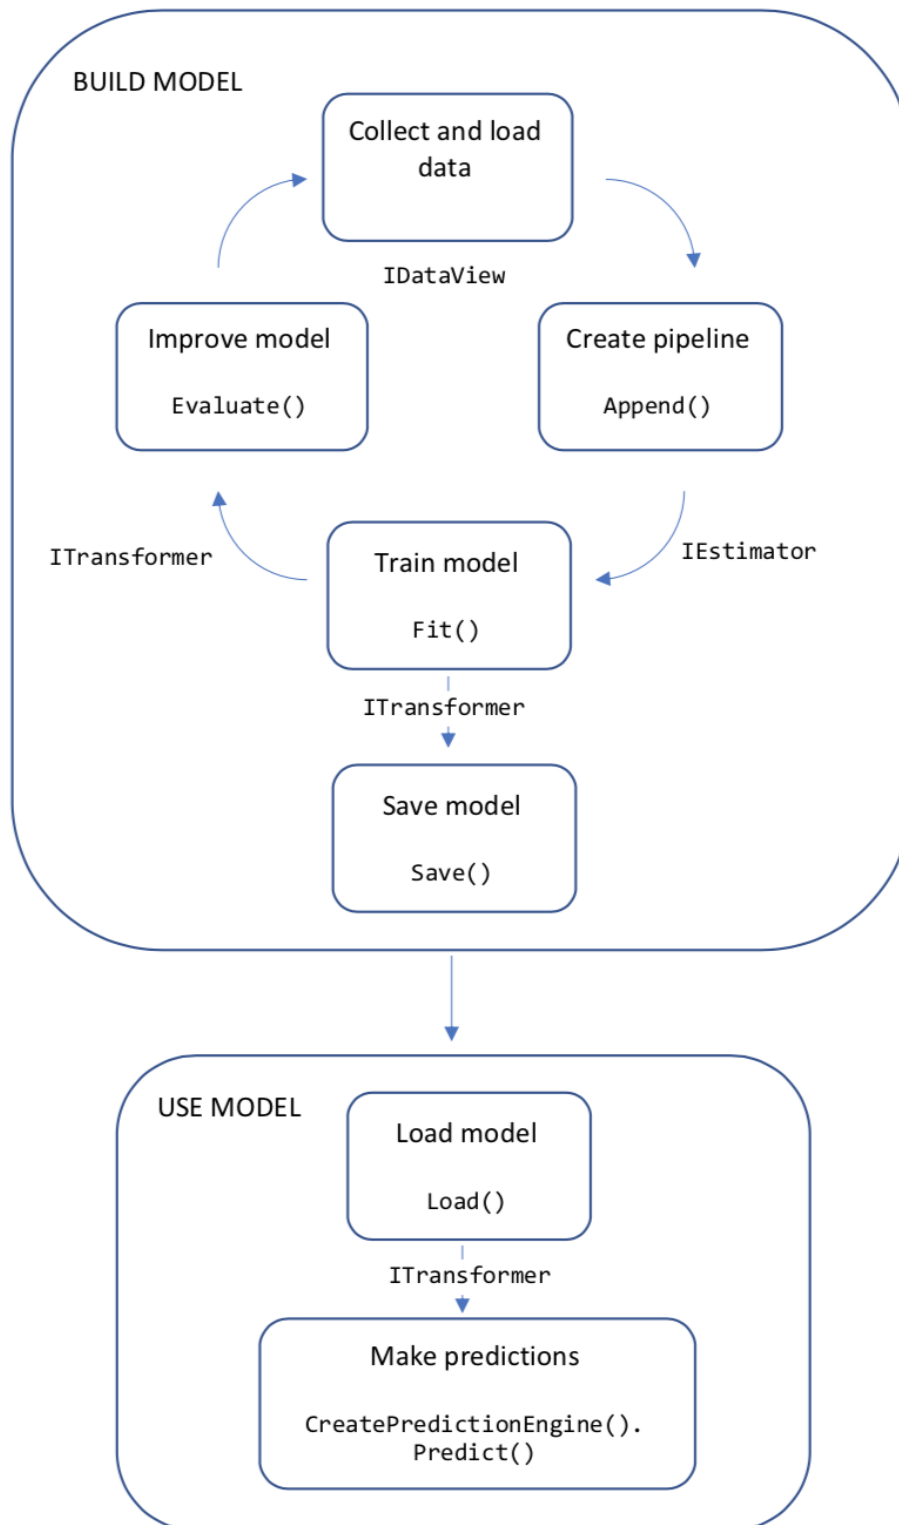 BUILD MODEL
Collect and load
data
IDataView
Improve model
Evaluate()
Create pipeline
Append()
ITransformer
IEstimator
Train model
Fit()
ITransformer
Save model
Save()
USE MODEL
Load model
Load()
ITransformer
Make predictions
CreatePredictionEngine().
Predict()